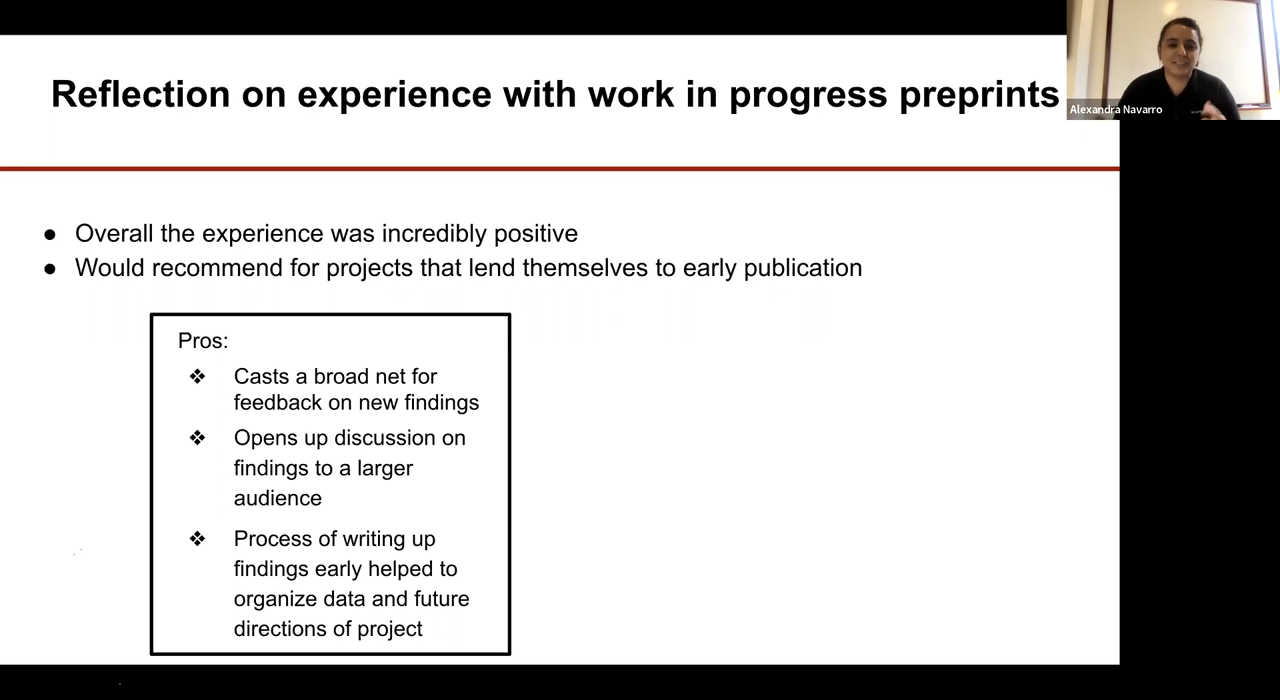 Reflection on experience with work in progress preprints
Alexandra Navarro
● Overall the experience was incredibly positive
● Would recommend for projects that lend themselves to early publication
Pros:
❖ Casts a broad net for
feedback on new findings
❖ Opens up discussion on
findings to a larger
audience
❖ Process of writing up
findings early helped to
organize data and future
directions of project